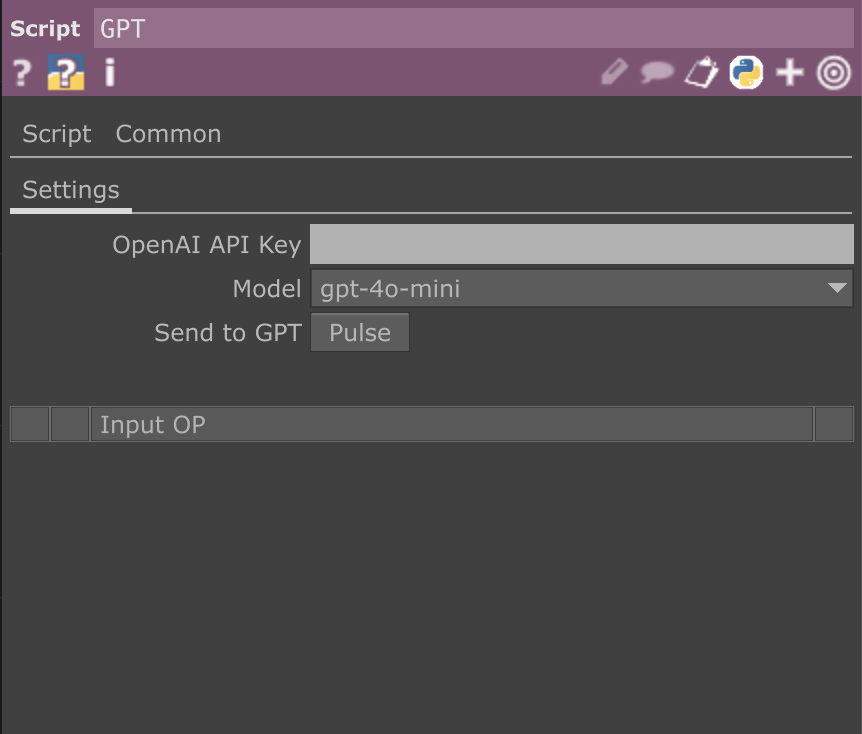 Script GPT
? ? i
Script Common
Settings
OpenAI API Key
Model gpt-4o-mini
Send to GPT Pulse
Input OP